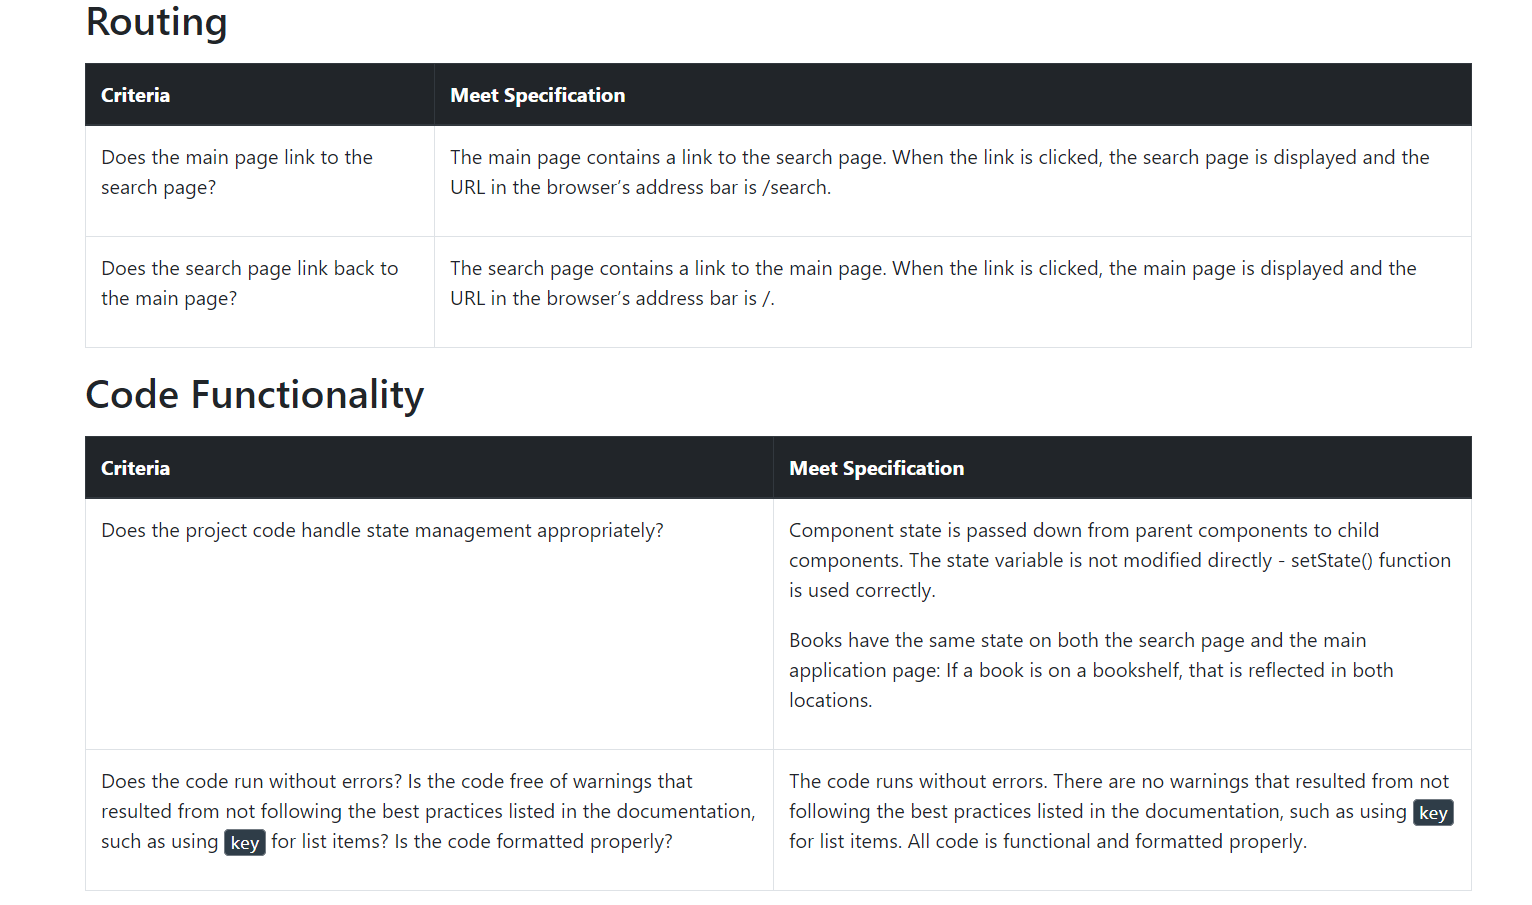 Routing
Criteria
Meet Specification
Does the main page link to the
search page?
The main page contains a link to the search page. When the link is clicked, the search page is displayed and the
URL in the browser’s address bar is /search.
Does the search page link back to
the main page?
The search page contains a link to the main page. When the link is clicked, the main page is displayed and the
URL in the browser’s address bar is /.
Code Functionality
Criteria
Meet Specification
Does the project code handle state management appropriately?
Component state is passed down from parent components to child
components. The state variable is not modified directly - setState() function
is used correctly.
Books have the same state on both the search page and the main
application page: If a book is on a bookshelf, that is reflected in both
locations.
Does the code run without errors? Is the code free of warnings that
resulted from not following the best practices listed in the documentation,
such as using key for list items? Is the code formatted properly?
The code runs without errors. There are no warnings that resulted from not
following the best practices listed in the documentation, such as using key
for list items. All code is functional and formatted properly.